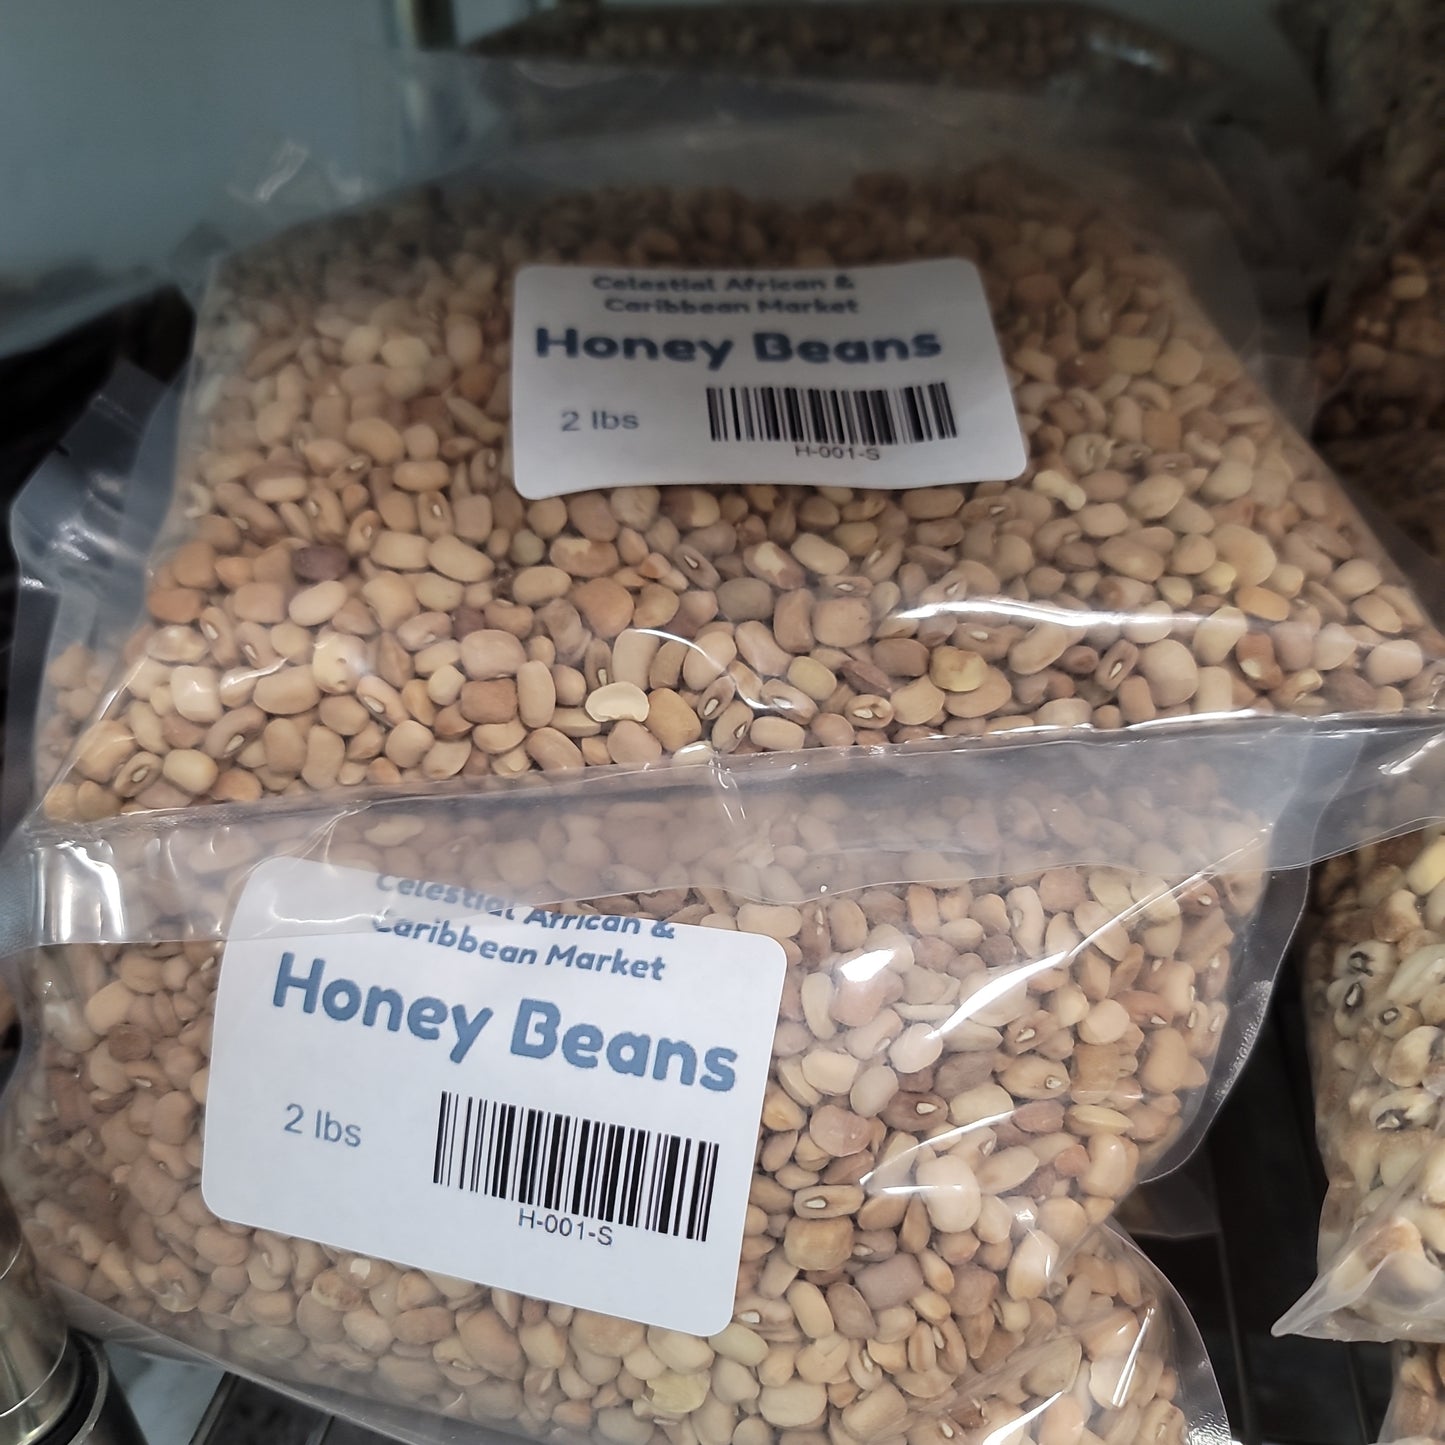 Celestial African &
Caribbean Market
Honey Beans
2 lbs
H-001-S
Celestial African &
Caribbean Market
Honey Beans
2 lbs
H-001-S